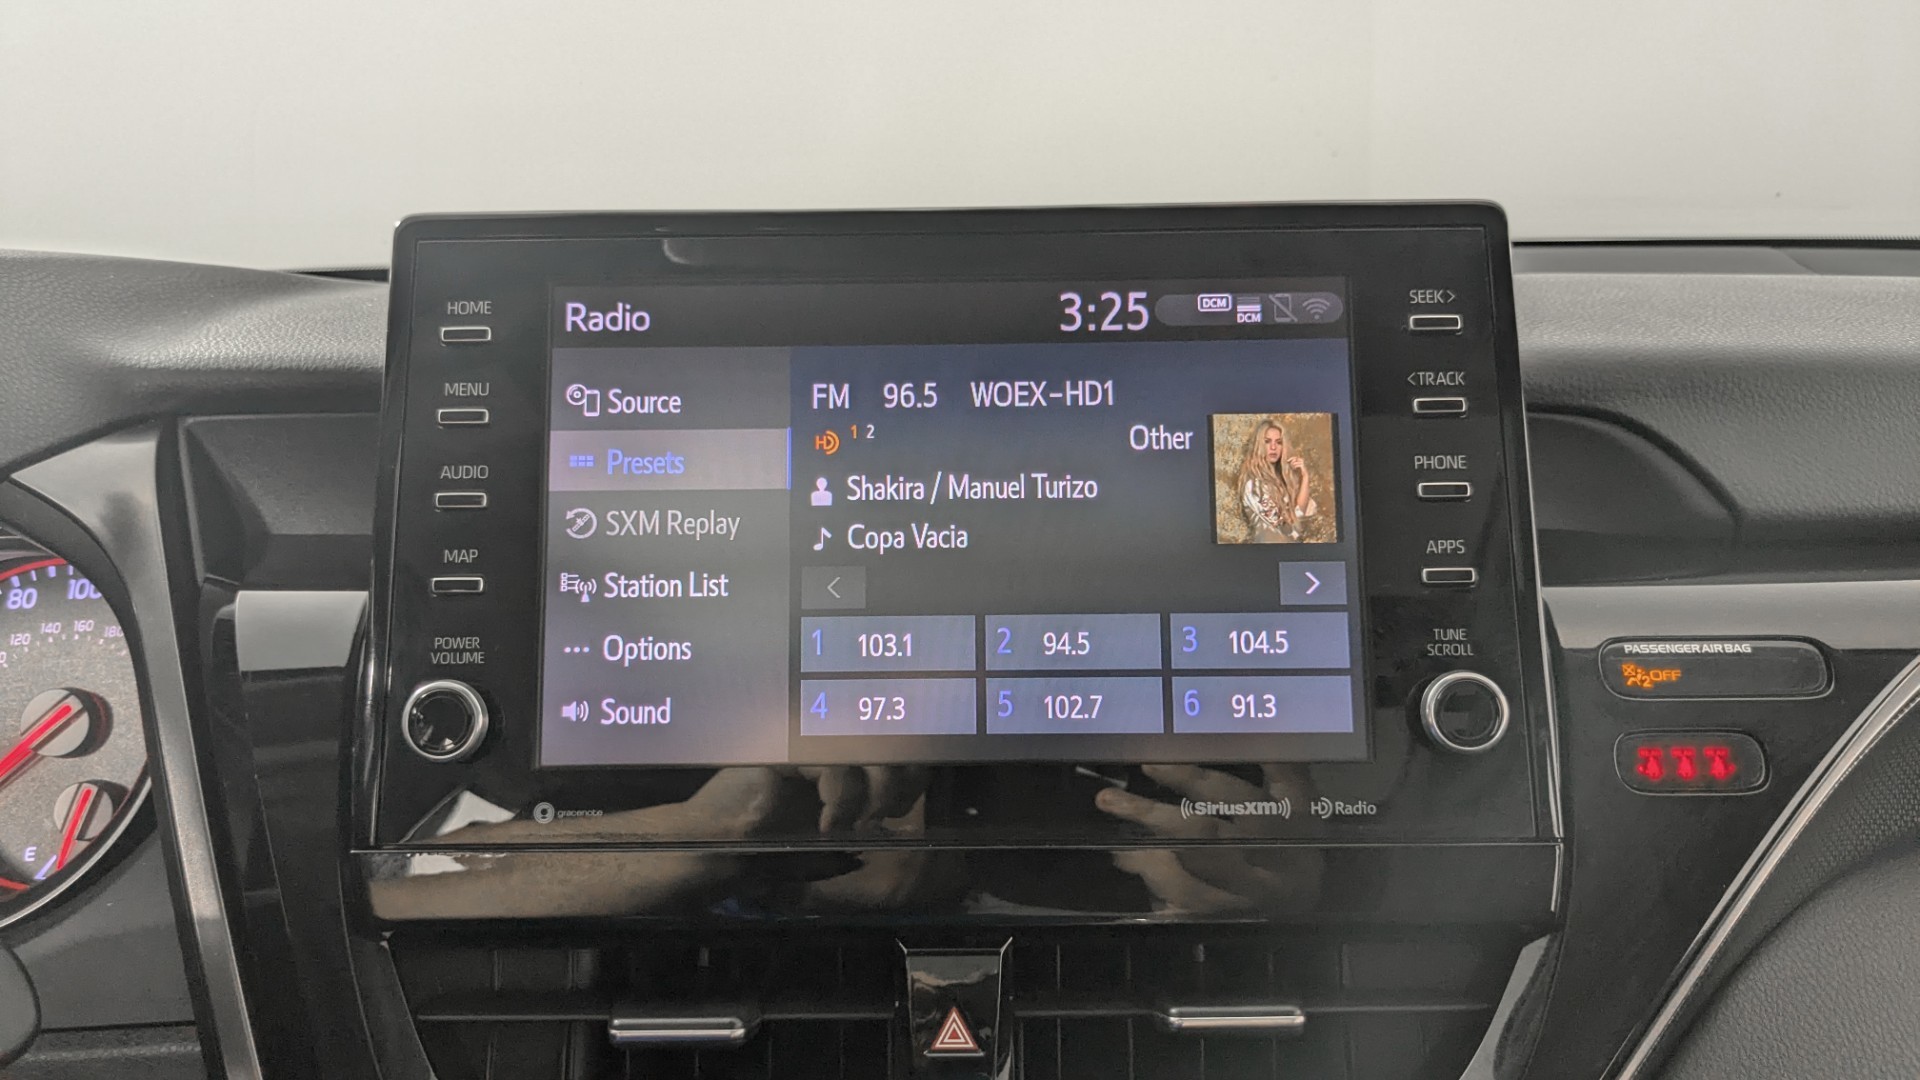 HOME
MENU
AUDIO
MAP
POWER
VOLUME
Radio
3:25
DCM
DCM
Source
Presets
SXM Replay
Station List
Options
Sound
FM 96.5 WOEX-HD1
HD 1 2
Other
Shakira / Manuel Turizo
Copa Vacia
< >
1 103.1
2 94.5
3 104.5
4 97.3
5 102.7
6 91.3
SEEK>
<TRACK
PHONE
APPS
TUNE
SCROLL
gracenote
((SiriusXM))
HD Radio
PASSENGER AIR BAG
2 OFF
80 100
120 140 160 180
E